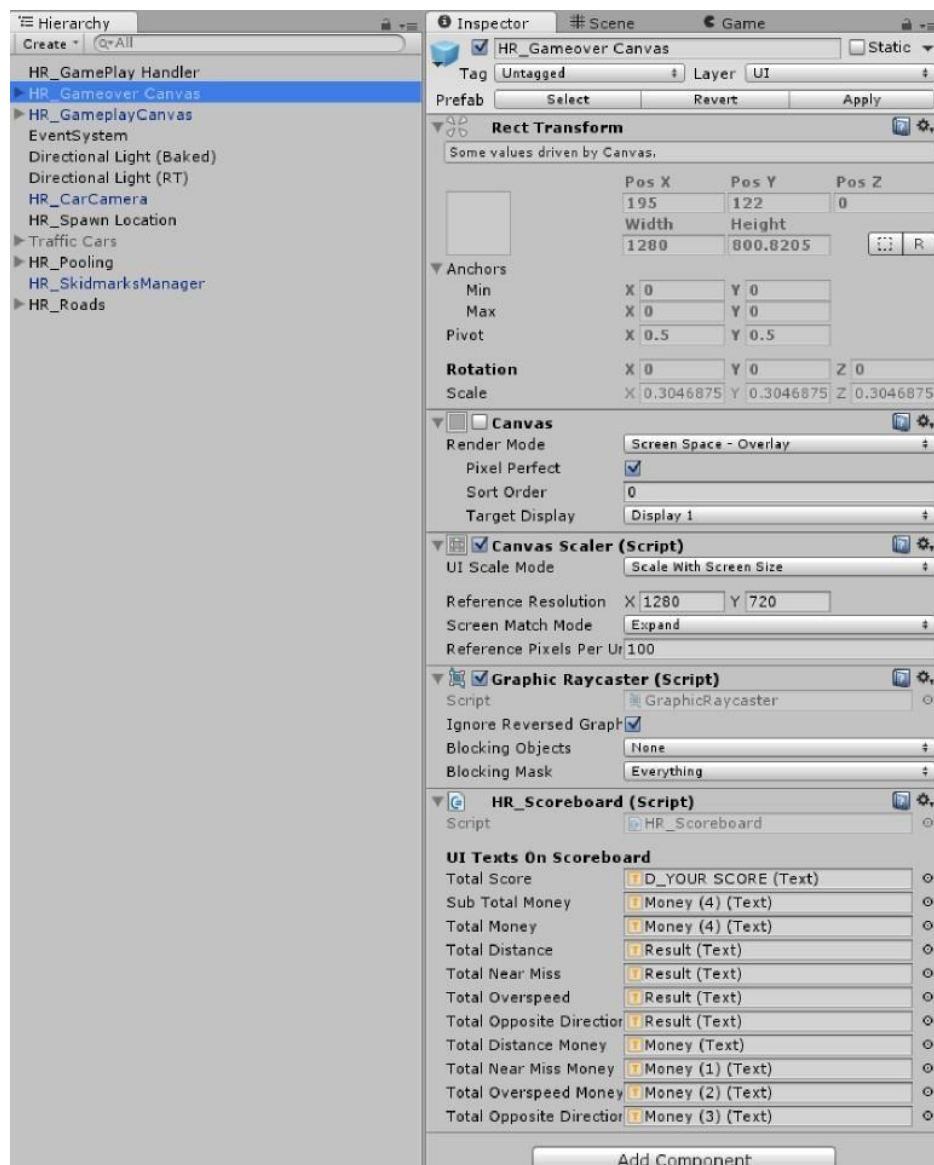 Hierarchy
Create
All
HR_GamePlay Handler
HR_Gameover Canvas
HR_GameplayCanvas
EventSystem
Directional Light (Baked)
Directional Light (RT)
HR_CarCamera
HR_Spawn Location
Traffic Cars
HR_Pooling
HR_SkidmarksManager
HR_Roads
Inspector # Scene Game
HR_Gameover Canvas Static
Tag Untagged Layer UI
Prefab Select Revert Apply
Rect Transform
Some values driven by Canvas.
Pos X Pos Y Pos Z
195 122 0
Width Height
1280 800.8205 R
Anchors
Min X 0 Y 0
Max X 0 Y 0
Pivot X 0.5 Y 0.5
Rotation X 0 Y 0 Z 0
Scale X 0.3046875 Y 0.3046875 Z 0.3046875
Canvas
Render Mode Screen Space - Overlay
Pixel Perfect
Sort Order 0
Target Display Display 1
Canvas Scaler (Script)
UI Scale Mode Scale With Screen Size
Reference Resolution X 1280 Y 720
Screen Match Mode Expand
Reference Pixels Per Ur 100
Graphic Raycaster (Script)
Script GraphicRaycaster
Ignore Reversed Graph
Blocking Objects None
Blocking Mask Everything
HR_Scoreboard (Script)
Script HR_Scoreboard
UI Texts On Scoreboard
Total Score D_YOUR SCORE (Text)
Sub Total Money Money (4) (Text)
Total Money Money (4) (Text)
Total Distance Result (Text)
Total Near Miss Result (Text)
Total Overspeed Result (Text)
Total Opposite Direction Result (Text)
Total Distance Money Money (Text)
Total Near Miss Money Money (1) (Text)
Total Overspeed Money Money (2) (Text)
Total Opposite Direction Money (3) (Text)
Add Component